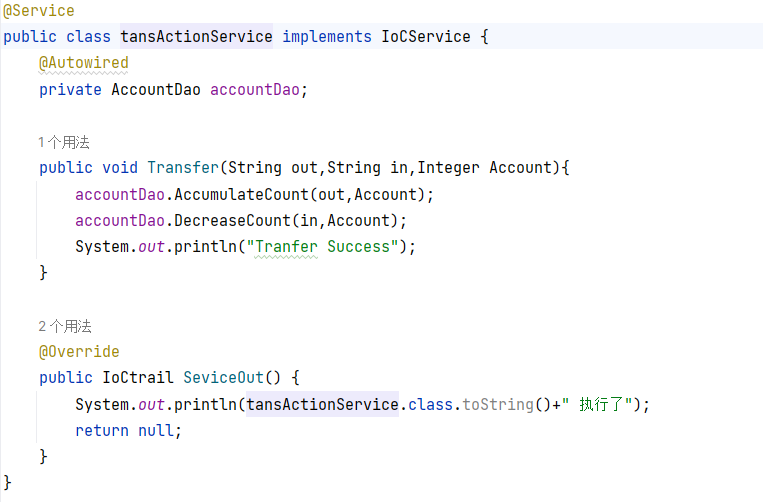 @Service
public class tansActionService implements IoCService {
@Autowired
private AccountDao accountDao;
1 个用法
public void Transfer(String out,String in,Integer Account){
accountDao.AccumulateCount(out,Account);
accountDao.DecreaseCount(in,Account);
System.out.println("Tranfer Success");
}
2 个用法
@Override
public IoCtrail SeviceOut() {
System.out.println(tansActionService.class.toString()+" 执行了");
return null;
}
}